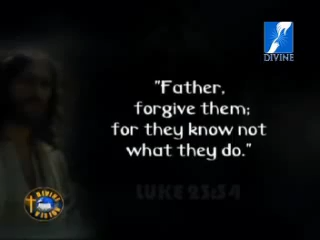 DIVINE
"Father,
forgive them;
for they know not
what they do."
LUKE 23:34
DIVINE
VISION